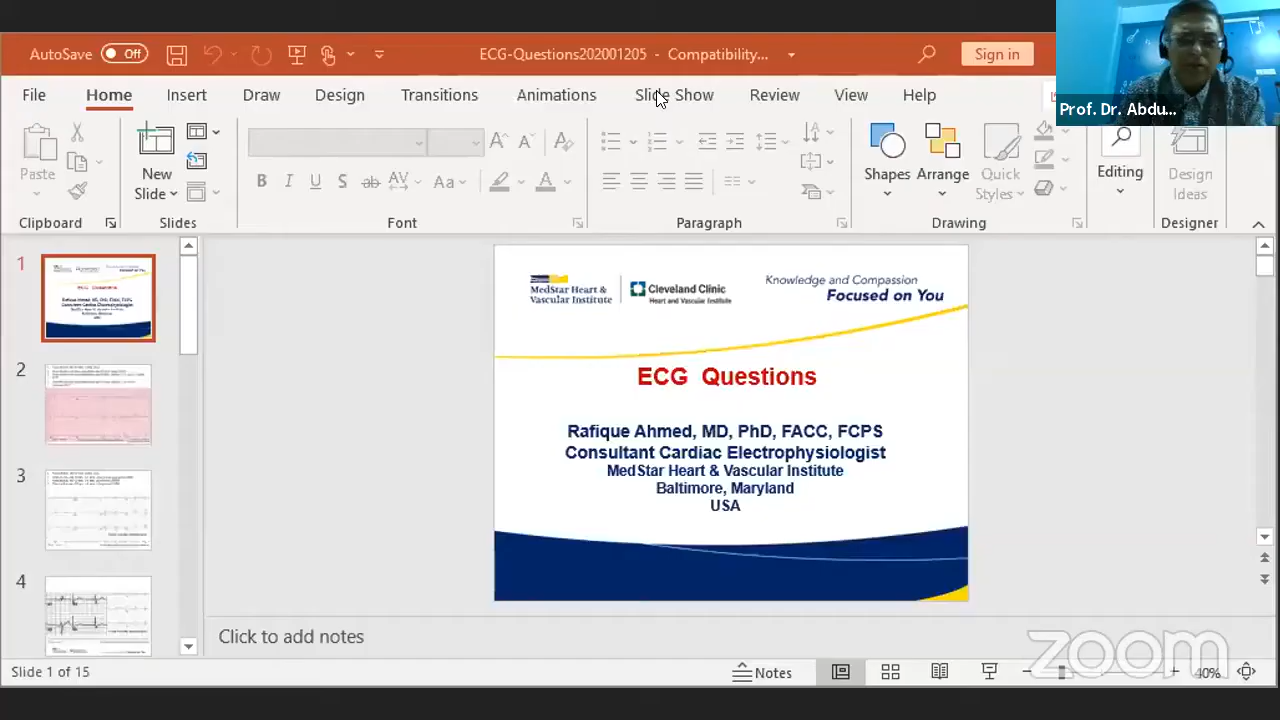 AutoSave Off ECG-Questions202001205 - Compatibility... Sign in
Prof. Dr. Abdu...
File Home Insert Draw Design Transitions Animations Slide Show Review View Help
Paste New Slide Shapes Arrange Quick Styles Editing Design Ideas
Clipboard Slides Font Paragraph Drawing Designer
1
2
3
4
MedStar Heart & Vascular Institute
Cleveland Clinic
Heart and Vascular Institute
Knowledge and Compassion
Focused on You
ECG Questions
Rafique Ahmed, MD, PhD, FACC, FCPS
Consultant Cardiac Electrophysiologist
MedStar Heart & Vascular Institute
Baltimore, Maryland
USA
Click to add notes
zoom
Slide 1 of 15 Notes 40%